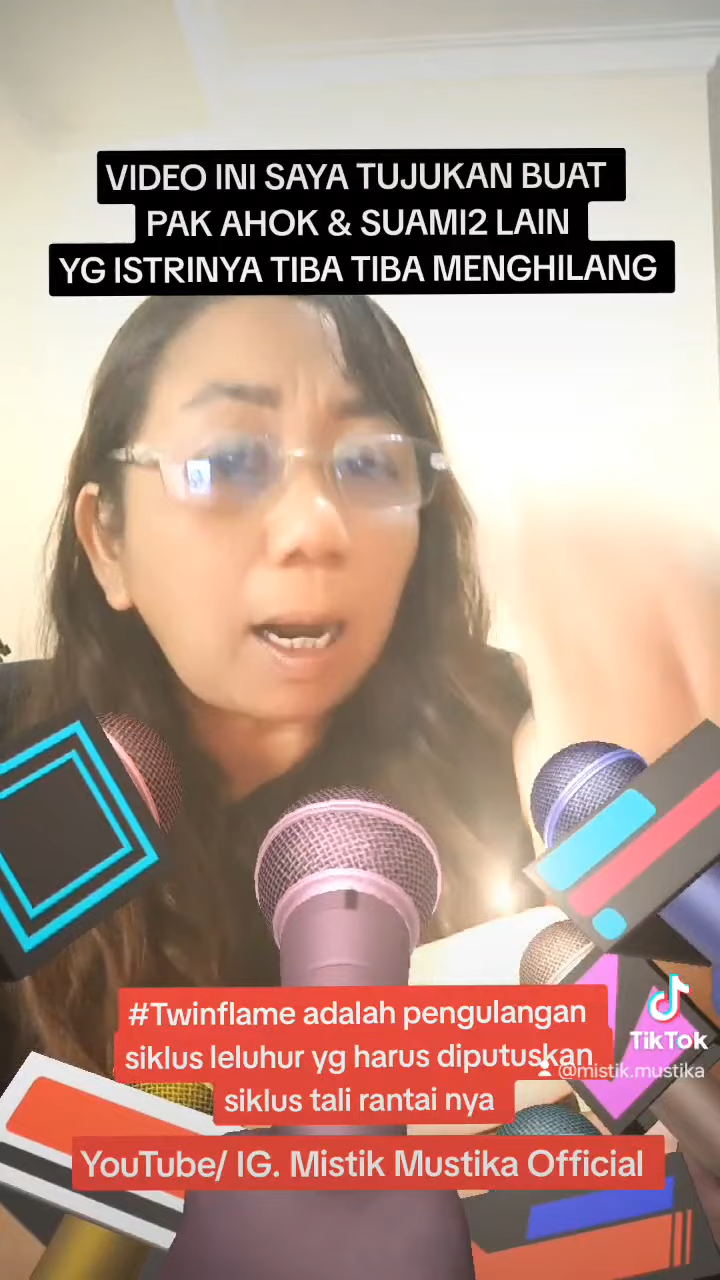 VIDEO INI SAYA TUJUKAN BUAT
PAK AHOK & SUAMI2 LAIN
YG ISTRINYA TIBA TIBA MENGHILANG
#Twinflame adalah pengulangan
siklus leluhur yg harus diputuskan
siklus tali rantai nya
TikTok
@mistik.mustika
YouTube/ IG. Mistik Mustika Official